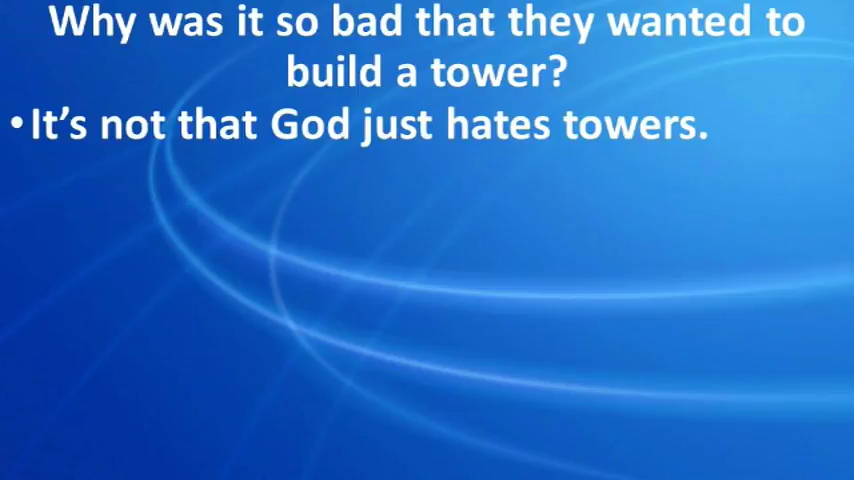 Why was it so bad that they wanted to
build a tower?
•It's not that God just hates towers.